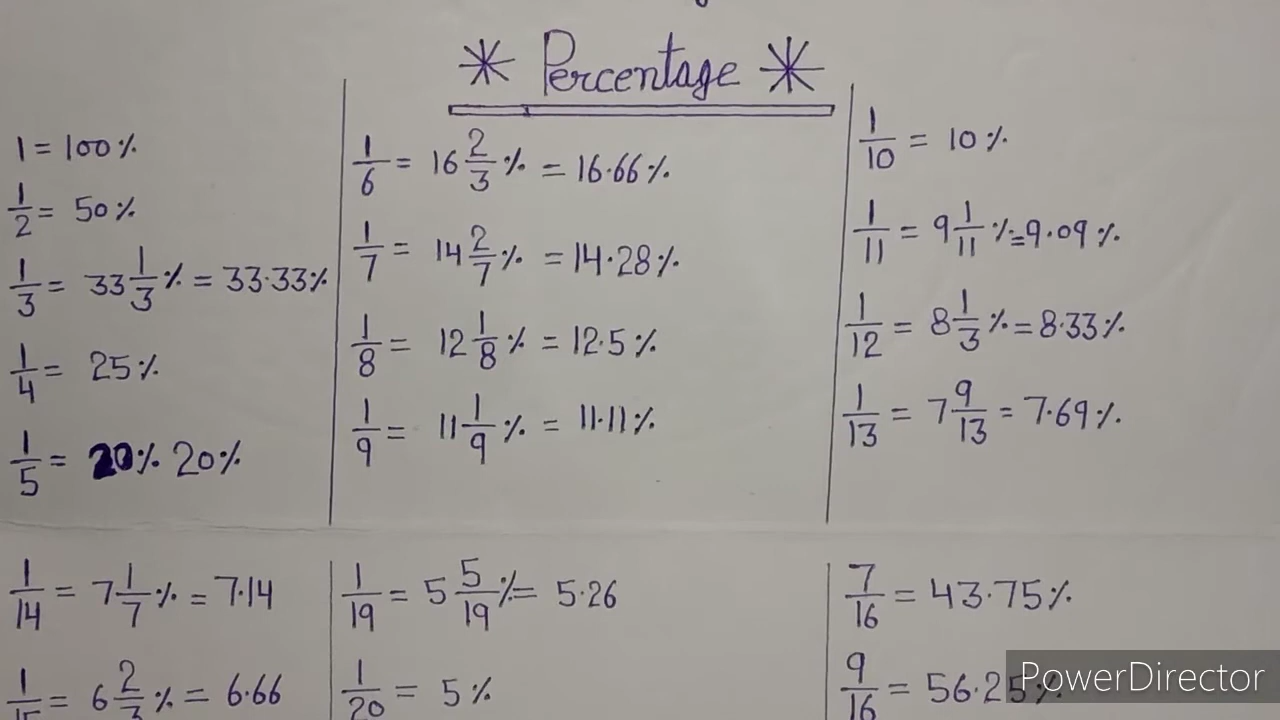 * Percentage *
1 = 100%
1/2 = 50%
1/3 = 33 1/3% = 33.33%
1/4 = 25%
1/5 = 20% 20%
1/6 = 16 2/3% = 16.66%
1/7 = 14 2/7% = 14.28%
1/8 = 12 1/8% = 12.5%
1/9 = 11 1/9% = 11.11%
1/10 = 10%
1/11 = 9 1/11% = 9.09%
1/12 = 8 1/3% = 8.33%
1/13 = 7 9/13 = 7.69%
1/14 = 7 1/7% = 7.14
1/15 = 6 2/3% = 6.66
1/19 = 5 5/19% = 5.26
1/20 = 5%
7/16 = 43.75%
9/16 = 56.25%
PowerDirector